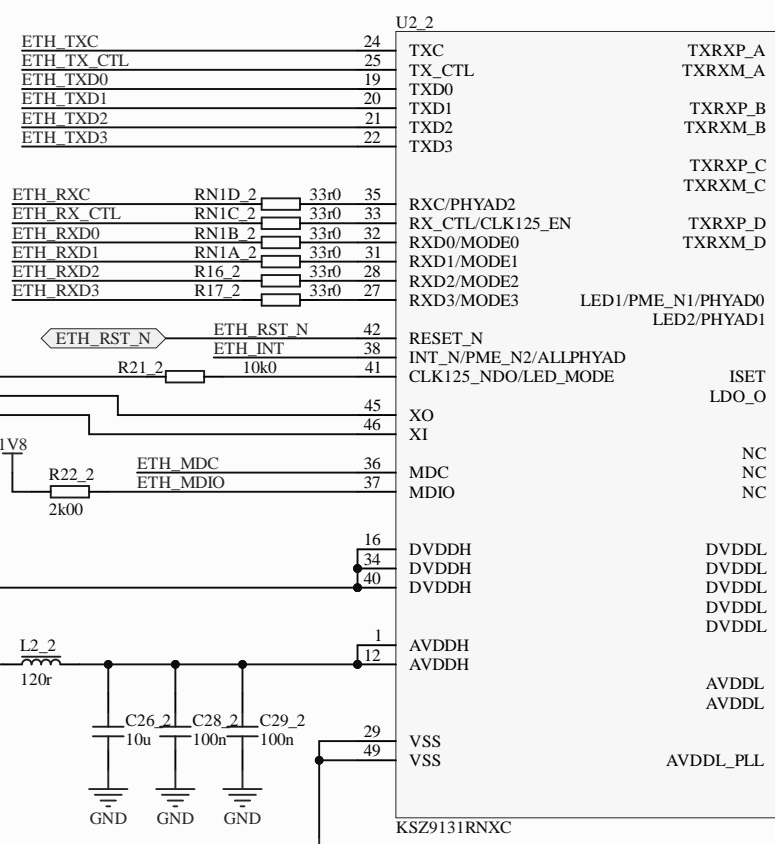 U2_2
ETH_TXC 24 TXC TXRXP_A
ETH_TX_CTL 25 TX_CTL TXRXM_A
ETH_TXD0 19 TXD0
ETH_TXD1 20 TXD1 TXRXP_B
ETH_TXD2 21 TXD2 TXRXM_B
ETH_TXD3 22 TXD3
TXRXP_C
TXRXM_C
ETH_RXC RN1D_2 33r0 35 RXC/PHYAD2
ETH_RX_CTL RN1C_2 33r0 33 RX_CTL/CLK125_EN TXRXP_D
ETH_RXD0 RN1B_2 33r0 32 RXD0/MODE0 TXRXM_D
ETH_RXD1 RN1A_2 33r0 31 RXD1/MODE1
ETH_RXD2 R16_2 33r0 28 RXD2/MODE2
ETH_RXD3 R17_2 33r0 27 RXD3/MODE3 LED1/PME_N1/PHYAD0
LED2/PHYAD1
ETH_RST_N ETH_RST_N 42 RESET_N
ETH_INT 38 INT_N/PME_N2/ALLPHYAD
R21_2 10k0 41 CLK125_NDO/LED_MODE ISET
LDO_O
45 XO
46 XI
1V8 NC
ETH_MDC 36 MDC NC
R22_2 ETH_MDIO 37 MDIO NC
2k00
16 DVDDH DVDDL
34 DVDDH DVDDL
40 DVDDH DVDDL
DVDDL
DVDDL
L2_2 1 AVDDH
120r 12 AVDDH
AVDDL
AVDDL
C26_2 C28_2 C29_2
10u 100n 100n
29 VSS
49 VSS AVDDL_PLL
GND GND GND
KSZ9131RNXC